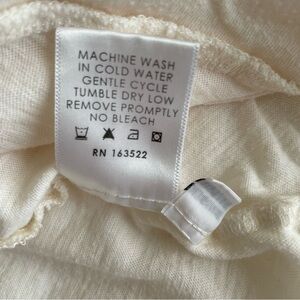 MACHINE WASH
IN COLD WATER
GENTLE CYCLE
TUMBLE DRY LOW
REMOVE PROMPTLY
NO BLEACH
RN 163522